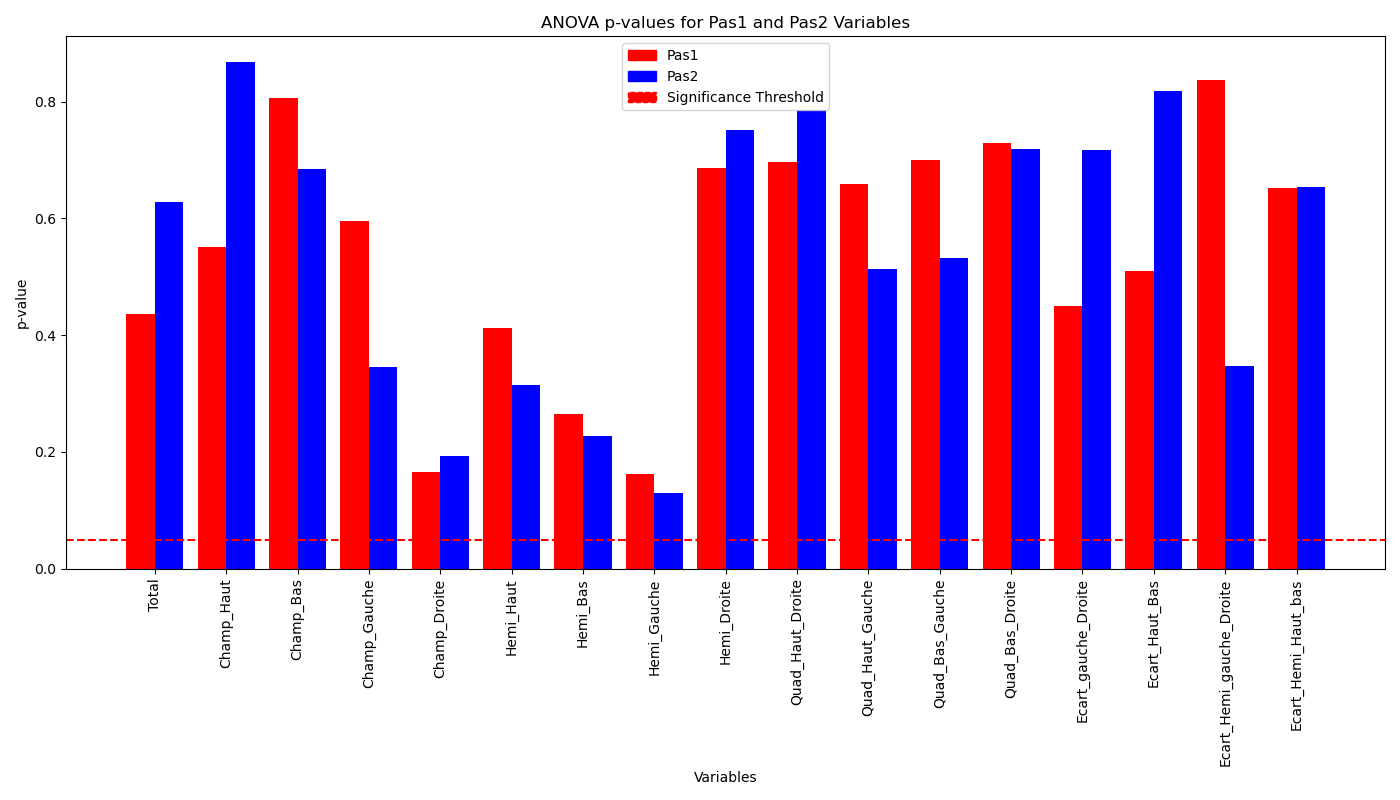 ANOVA p-values for Pas1 and Pas2 Variables
Pas1
Pas2
Significance Threshold
p-value
0.8
0.6
0.4
0.2
0.0
Total
Champ_Haut
Champ_Bas
Champ_Gauche
Champ_Droite
Hemi_Haut
Hemi_Bas
Hemi_Gauche
Hemi_Droite
Quad_Haut_Droite
Quad_Haut_Gauche
Quad_Bas_Gauche
Quad_Bas_Droite
Ecart_gauche_Droite
Ecart_Haut_Bas
Ecart_Hemi_gauche_Droite
Ecart_Hemi_Haut_bas
Variables